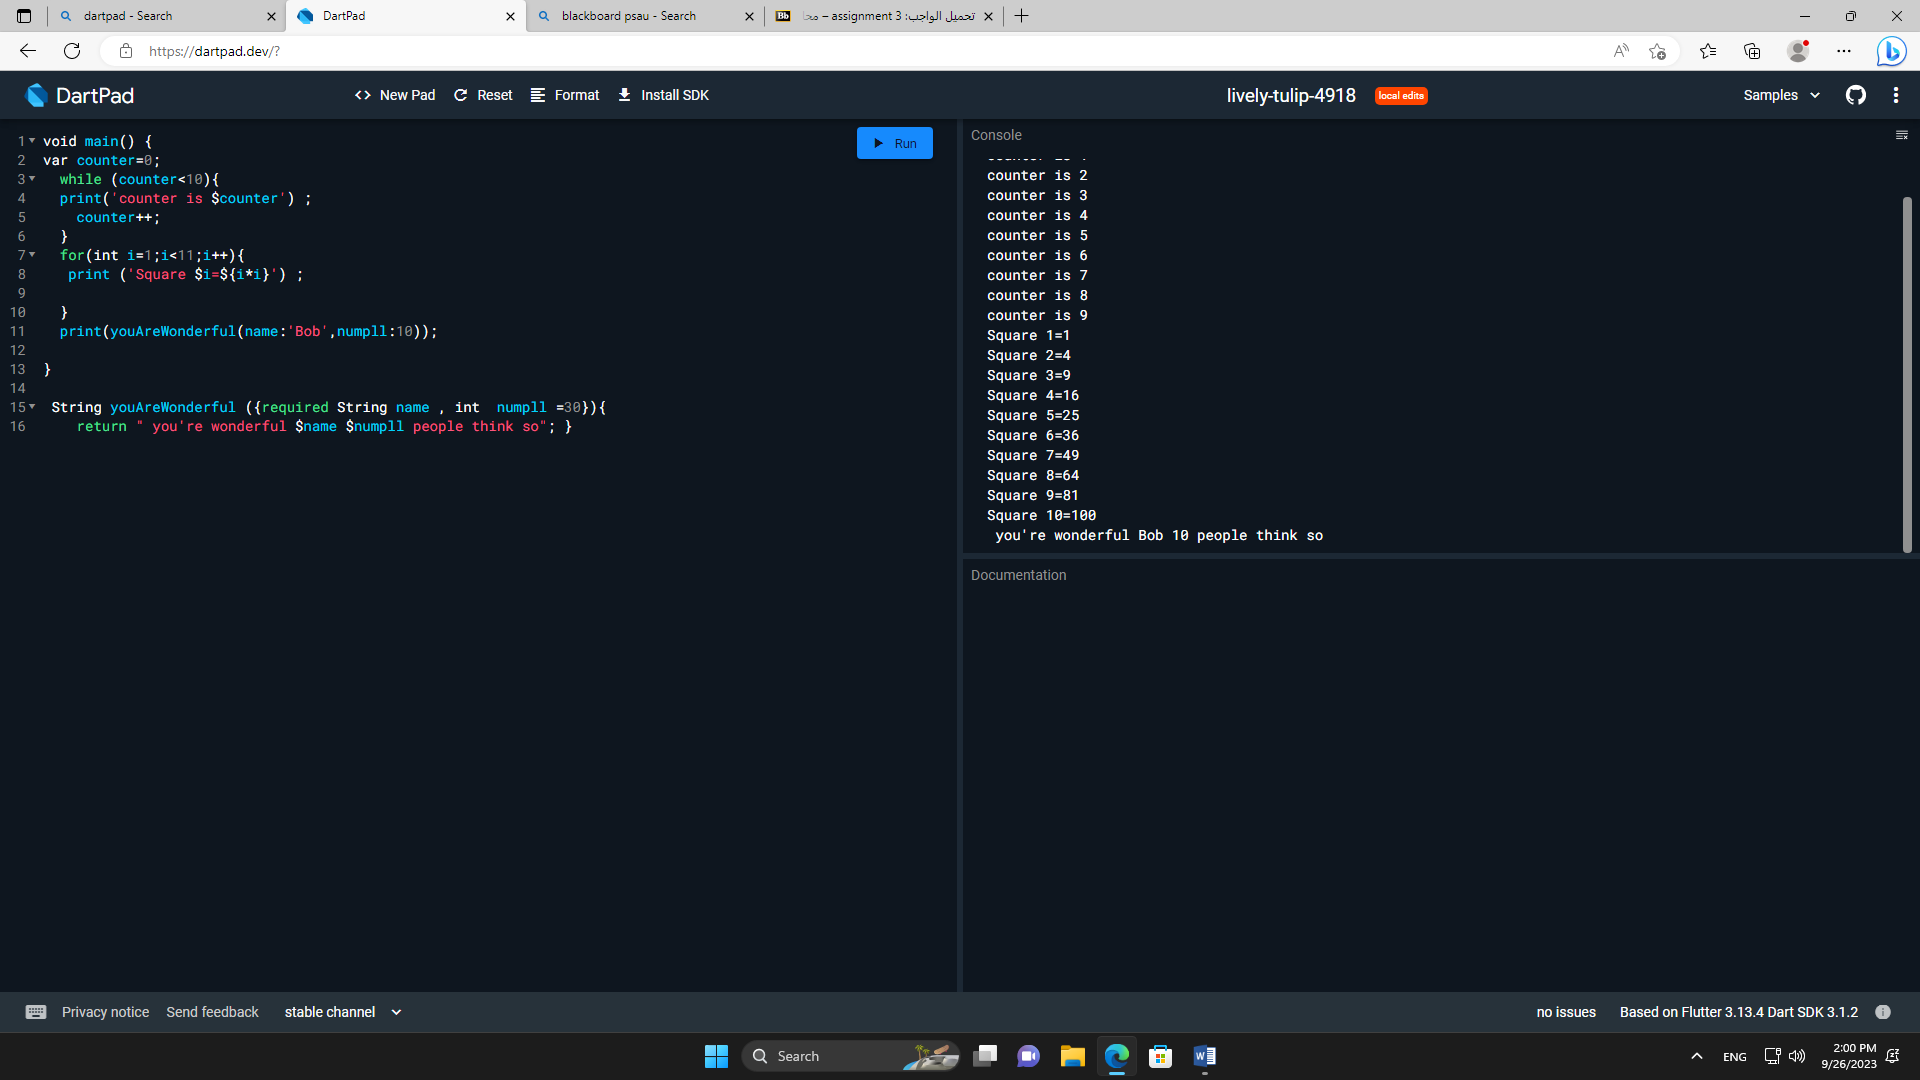 dartpad - Search
DartPad
blackboard psau - Search
Bb
تحميل الواجب: assignment 3 – محا
https://dartpad.dev/?
DartPad
New Pad
Reset
Format
Install SDK
lively-tulip-4918
local edits
Samples
1 void main() {
2 var counter=0;
3 while (counter<10){
4 print('counter is $counter') ;
5 counter++;
6 }
7 for(int i=1;i<11;i++){
8 print ('Square $i=${i*i}') ;
9
10 }
11 print(youAreWonderful(name:'Bob',numpll:10));
12
13 }
14
15 String youAreWonderful ({required String name , int  numpll =30}){
16 return " you're wonderful $name $numpll people think so"; }
Run
Console
counter is 2
counter is 3
counter is 4
counter is 5
counter is 6
counter is 7
counter is 8
counter is 9
Square 1=1
Square 2=4
Square 3=9
Square 4=16
Square 5=25
Square 6=36
Square 7=49
Square 8=64
Square 9=81
Square 10=100
you're wonderful Bob 10 people think so
Documentation
Privacy notice
Send feedback
stable channel
no issues
Based on Flutter 3.13.4 Dart SDK 3.1.2
Search
ENG
2:00 PM
9/26/2023